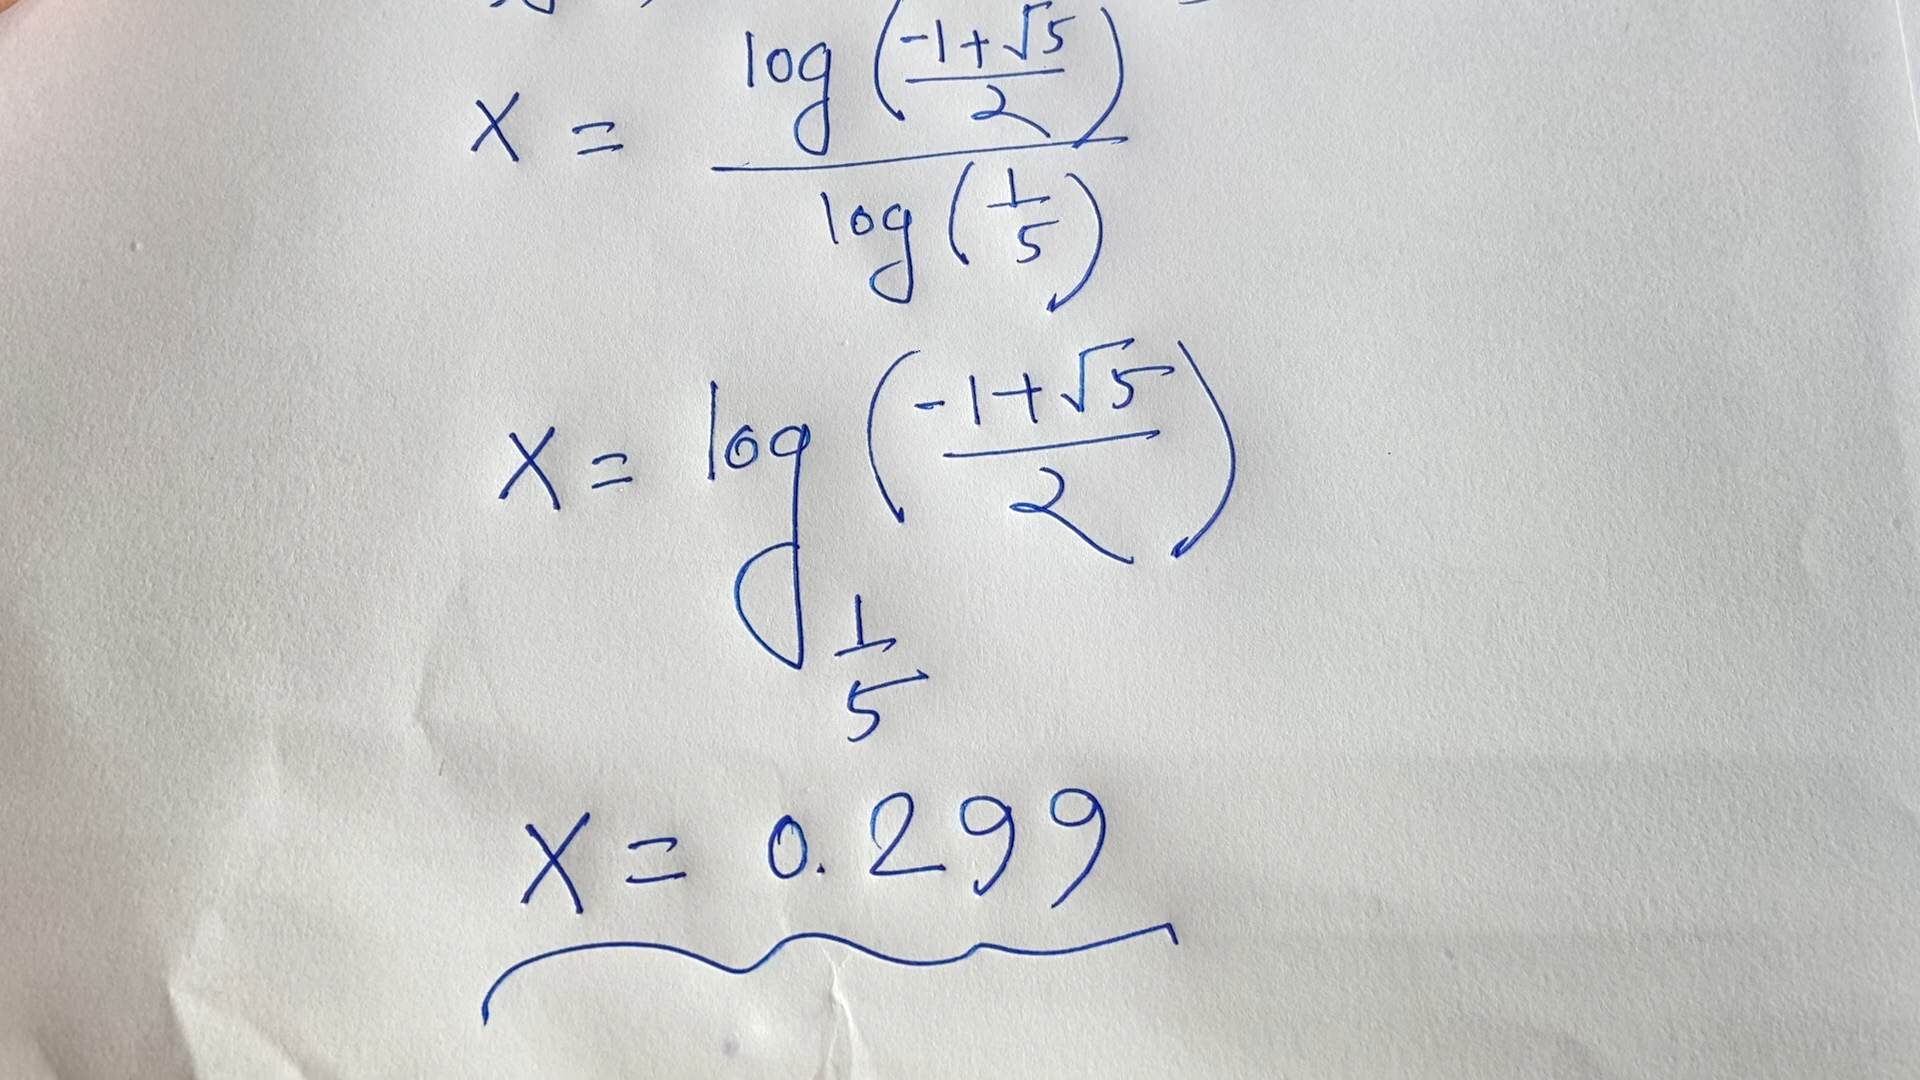 x = log((-1+√5)/2) / log(1/5)
x = log_{1/5}((-1+√5)/2)
x = 0.299